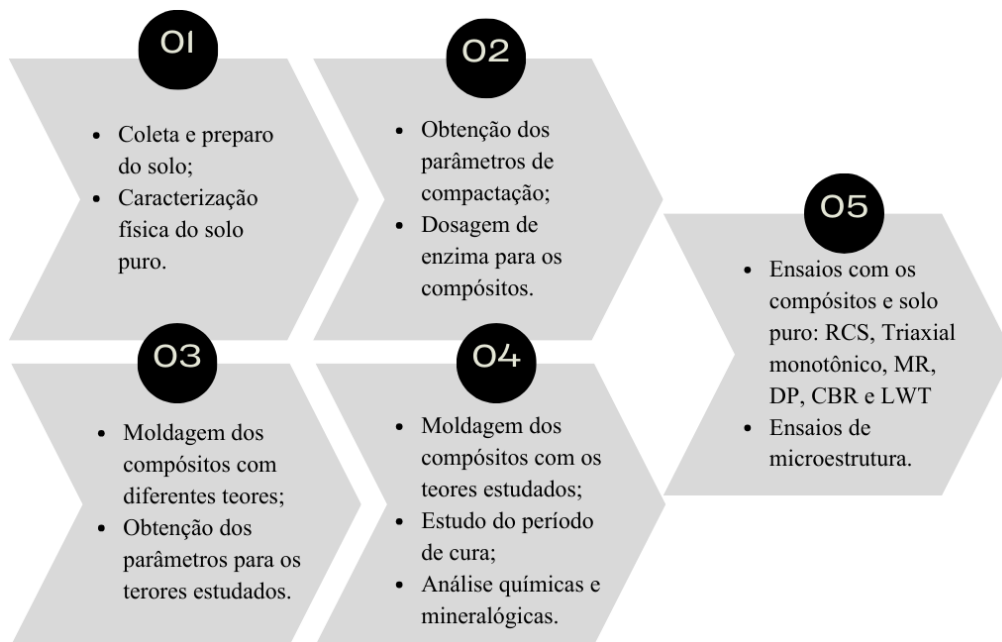 01
• Coleta e preparo
do solo;
• Caracterização
física do solo
puro.
02
• Obtenção dos
parâmetros de
compactação;
• Dosagem de
enzima para os
compósitos.
03
• Moldagem dos
compósitos com
diferentes teores;
• Obtenção dos
parâmetros para os
terores estudados.
04
• Moldagem dos
compósitos com os
teores estudados;
• Estudo do período
de cura;
• Análise químicas e
mineralógicas.
05
• Ensaios com os
compósitos e solo
puro: RCS, Triaxial
monotônico, MR,
DP, CBR e LWT
• Ensaios de
microestrutura.